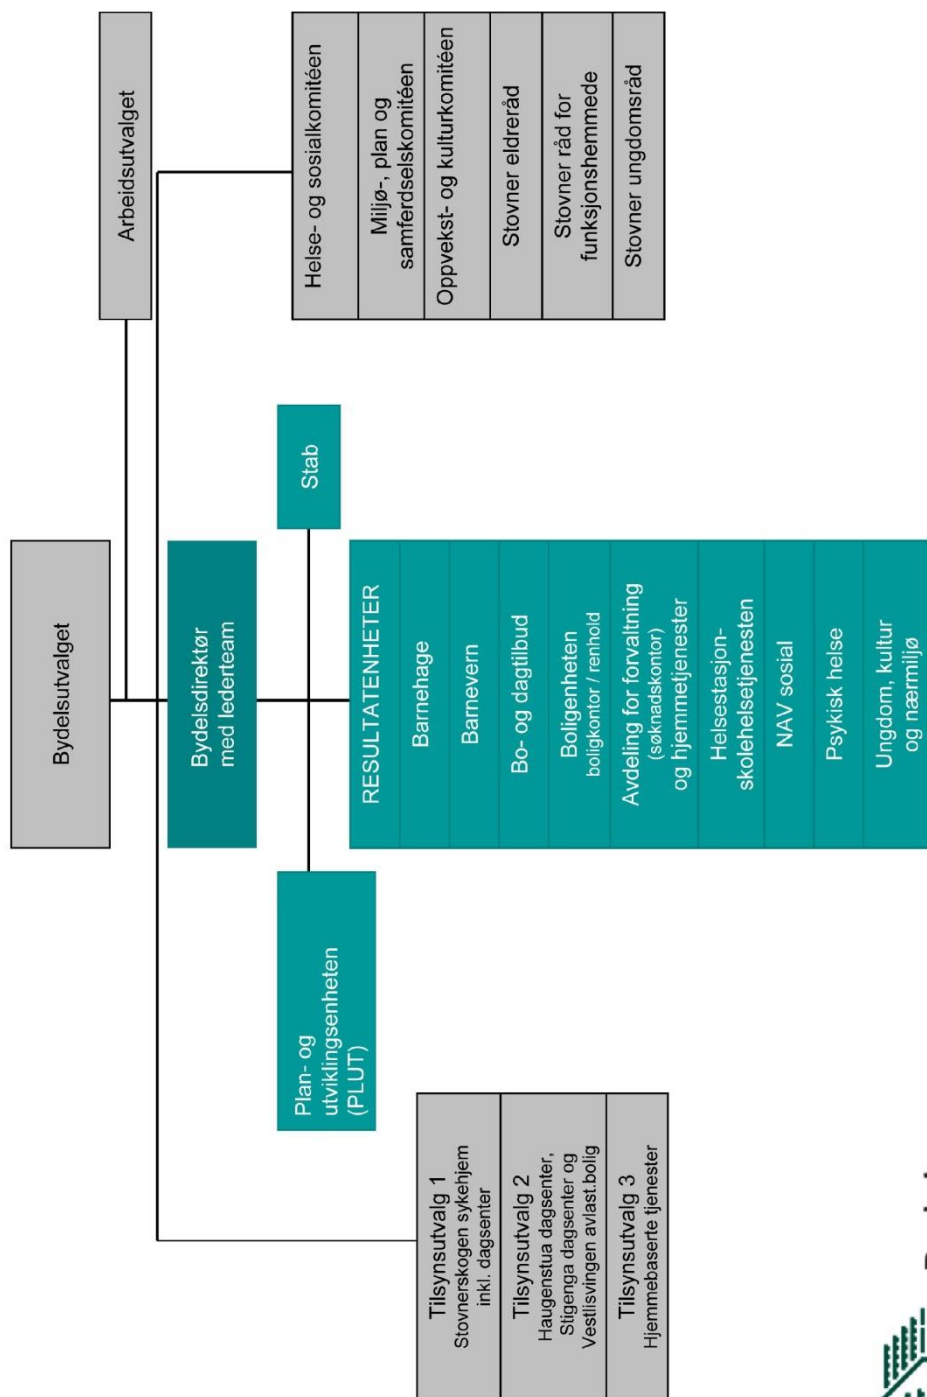 Bydelsutvalget
Arbeidsutvalget
Bydelsdirektør
med lederteam
Plan- og
utviklingsenheten
(PLUT)
Stab
Tilsynsutvalg 1
Stovnerskogen sykehjem
inkl. dagsenter
Tilsynsutvalg 2
Haugenstua dagsenter,
Stigenga dagsenter og
Vestlisvingen avlast.bolig
Tilsynsutvalg 3
Hjemmebaserte tjenester
RESULTATENHETER
Barnehage
Barnevern
Bo- og dagtilbud
Boligenheten
boligkontor / renhold
Avdeling for forvaltning
(søknadskontor)
og hjemmetjenester
Helsestasjon-
skolehelsetjenesten
NAV sosial
Psykisk helse
Ungdom, kultur
og nærmiljø
Helse- og sosialkomitéen
Miljø-, plan og
samferdselskomitéen
Oppvekst- og kulturkomitéen
Stovner eldreråd
Stovner råd for
funksjonshemmede
Stovner ungdomsråd